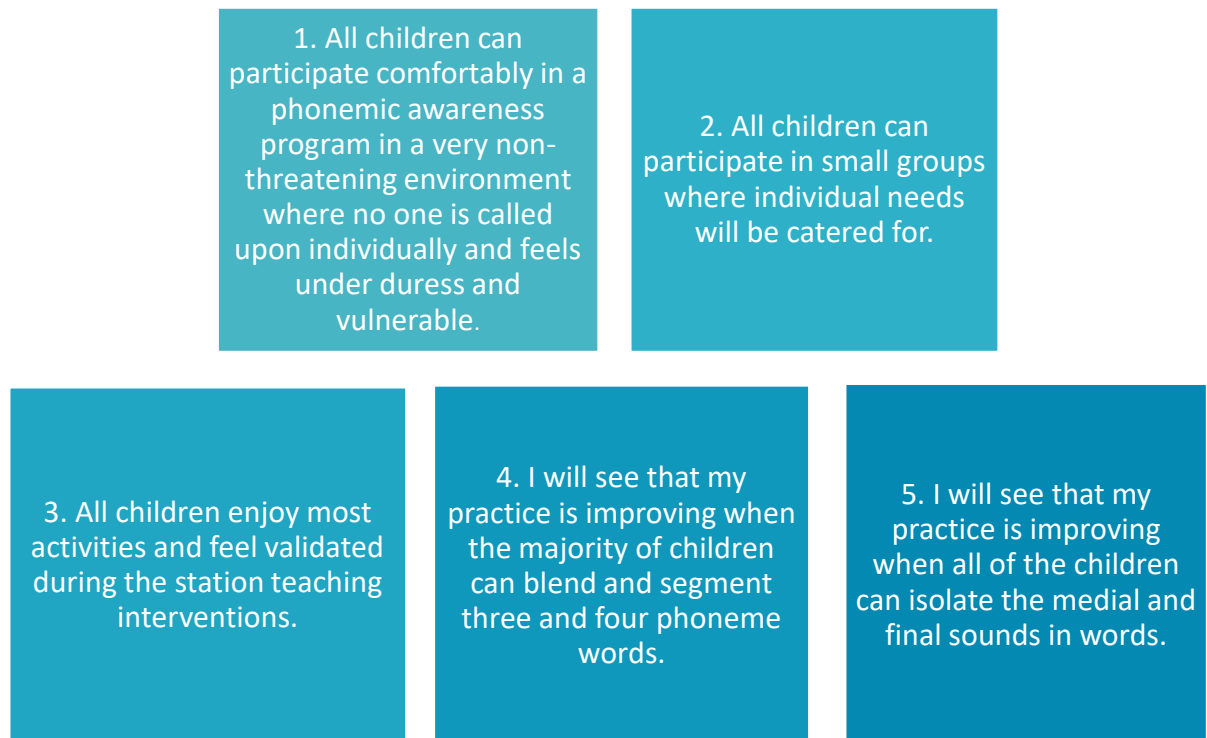 1. All children can
participate comfortably in a
phonemic awareness
program in a very non-
threatening environment
where no one is called
upon individually and feels
under duress and
vulnerable.
2. All children can
participate in small groups
where individual needs
will be catered for.
3. All children enjoy most
activities and feel validated
during the station teaching
interventions.
4. I will see that my
practice is improving when
the majority of children
can blend and segment
three and four phoneme
words.
5. I will see that my
practice is improving
when all of the children
can isolate the medial and
final sounds in words.